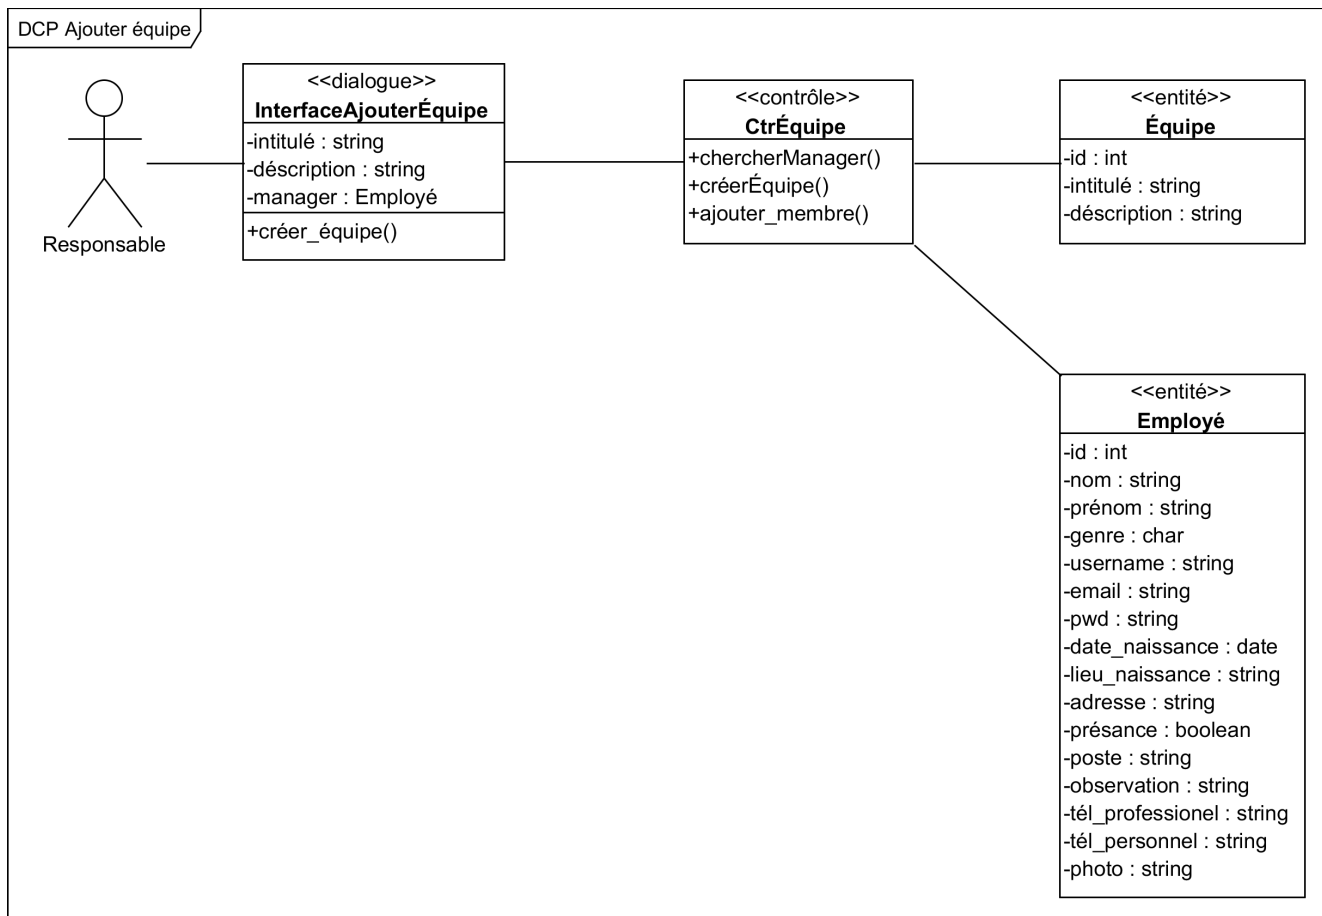 DCP Ajouter équipe
Responsable
<<dialogue>>
InterfaceAjouterÉquipe
-intitulé : string
-déscription : string
-manager : Employé
+créer_équipe()
<<contrôle>>
CtrÉquipe
+chercherManager()
+créerÉquipe()
+ajouter_membre()
<<entité>>
Équipe
-id : int
-intitulé : string
-déscription : string
<<entité>>
Employé
-id : int
-nom : string
-prénom : string
-genre : char
-username : string
-email : string
-pwd : string
-date_naissance : date
-lieu_naissance : string
-adresse : string
-présance : boolean
-poste : string
-observation : string
-tél_professionel : string
-tél_personnel : string
-photo : string